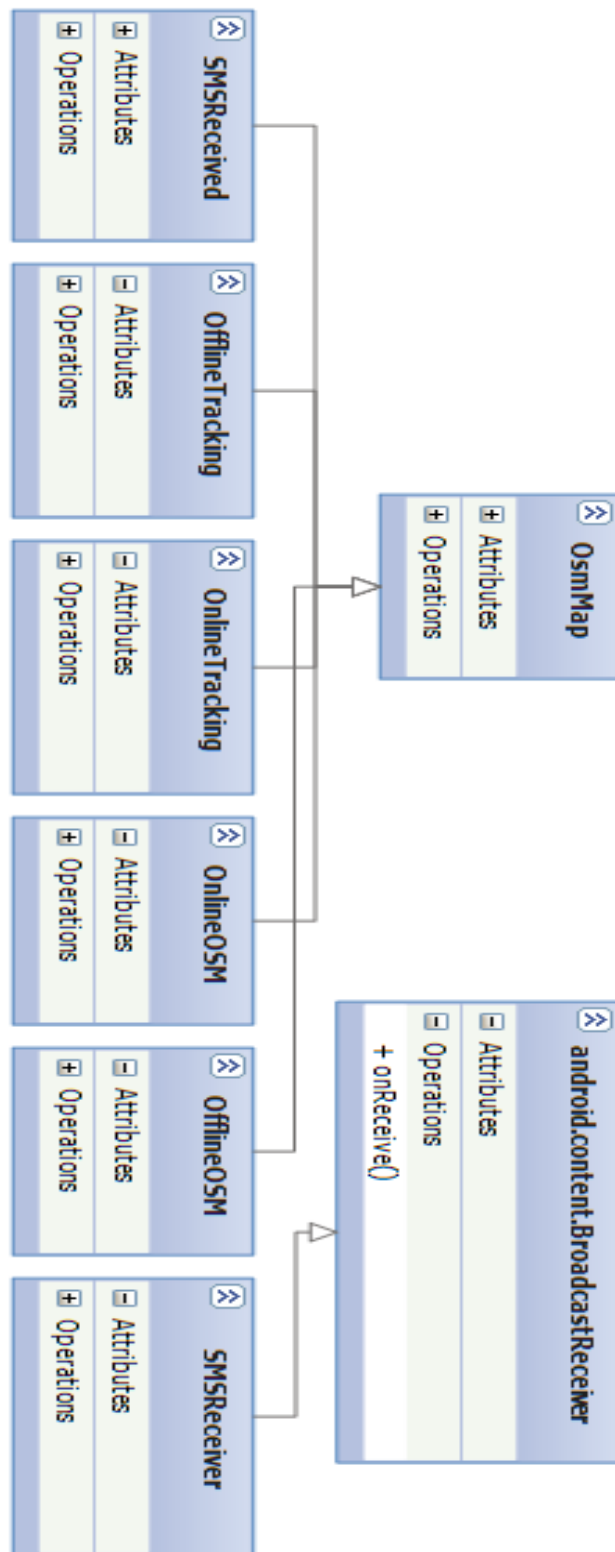 OsmMap
Attributes
Operations
android.content.BroadcastReceiver
Attributes
Operations
+ onReceive()
SMSReceived
Attributes
Operations
OfflineTracking
Attributes
Operations
OnlineTracking
Attributes
Operations
OnlineOSM
Attributes
Operations
OfflineOSM
Attributes
Operations
SMSReceiver
Attributes
Operations